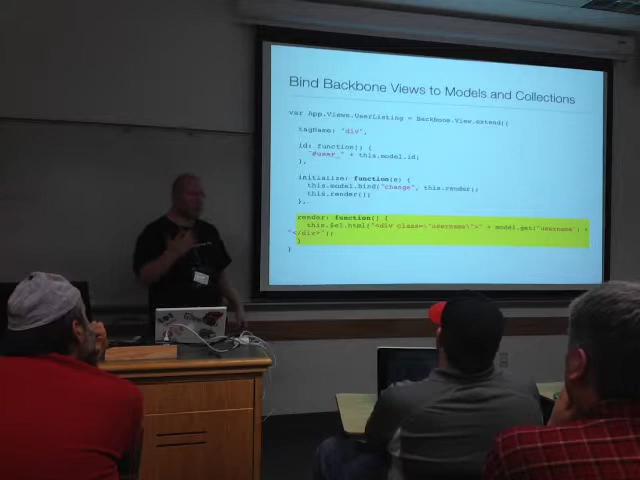 Bind Backbone Views to Models and Collections
var App.Views.UserListing = Backbone.View.extend({
tagName: "div",
id: function() {
"#user_" + this.model.id;
},
initialize: function(e) {
this.model.bind("change", this.render);
this.render();
},
render: function() {
this.$el.html("<div class=\"username\">" + model.get("username") +
"</div>");
}
}